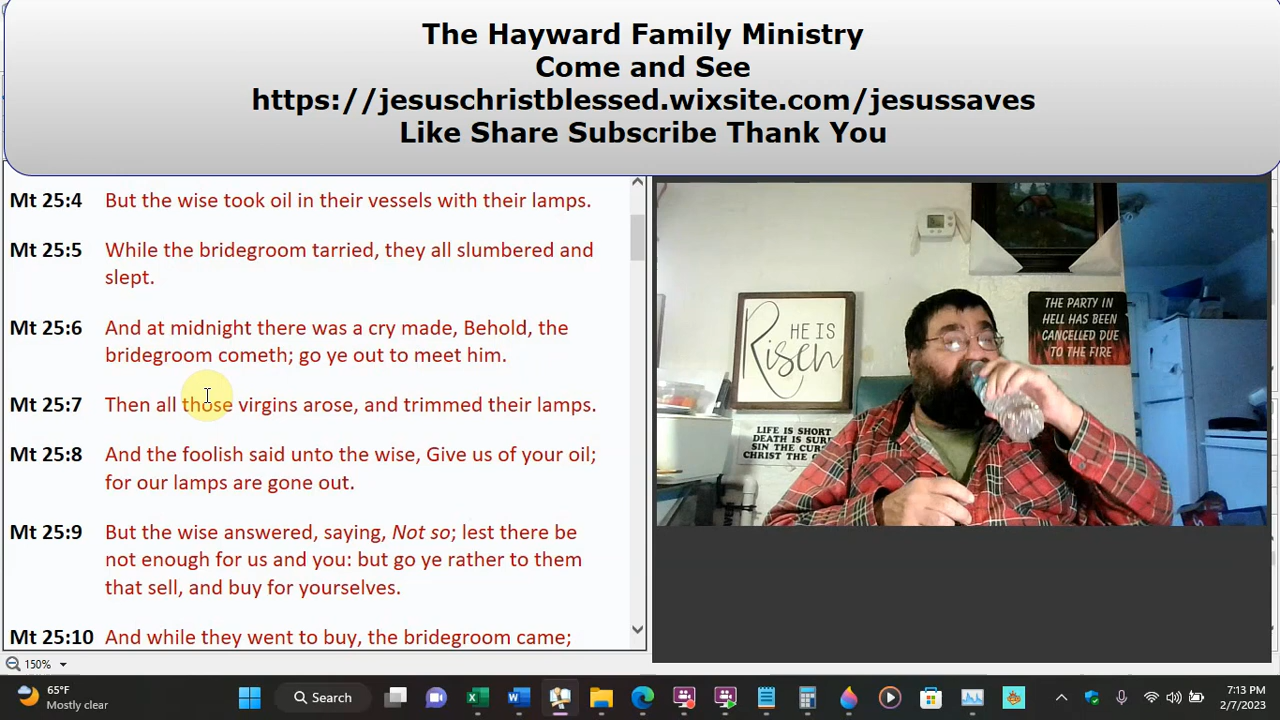 The Hayward Family Ministry
Come and See
https://jesuschristblessed.wixsite.com/jesussaves
Like Share Subscribe Thank You
Mt 25:4 But the wise took oil in their vessels with their lamps.
Mt 25:5 While the bridegroom tarried, they all slumbered and
slept.
Mt 25:6 And at midnight there was a cry made, Behold, the
bridegroom cometh; go ye out to meet him.
Mt 25:7 Then all those virgins arose, and trimmed their lamps.
Mt 25:8 And the foolish said unto the wise, Give us of your oil;
for our lamps are gone out.
Mt 25:9 But the wise answered, saying, Not so; lest there be
not enough for us and you: but go ye rather to them
that sell, and buy for yourselves.
Mt 25:10 And while they went to buy, the bridegroom came;
HE IS
Risen
THE PARTY IN
HELL HAS BEEN
CANCELLED DUE
TO THE FIRE
LIFE IS SHORT
DEATH IS SURE
SIN THE CUR
CHRIST THE
150%
65°F
Mostly clear
Search
7:13 PM
2/7/2023